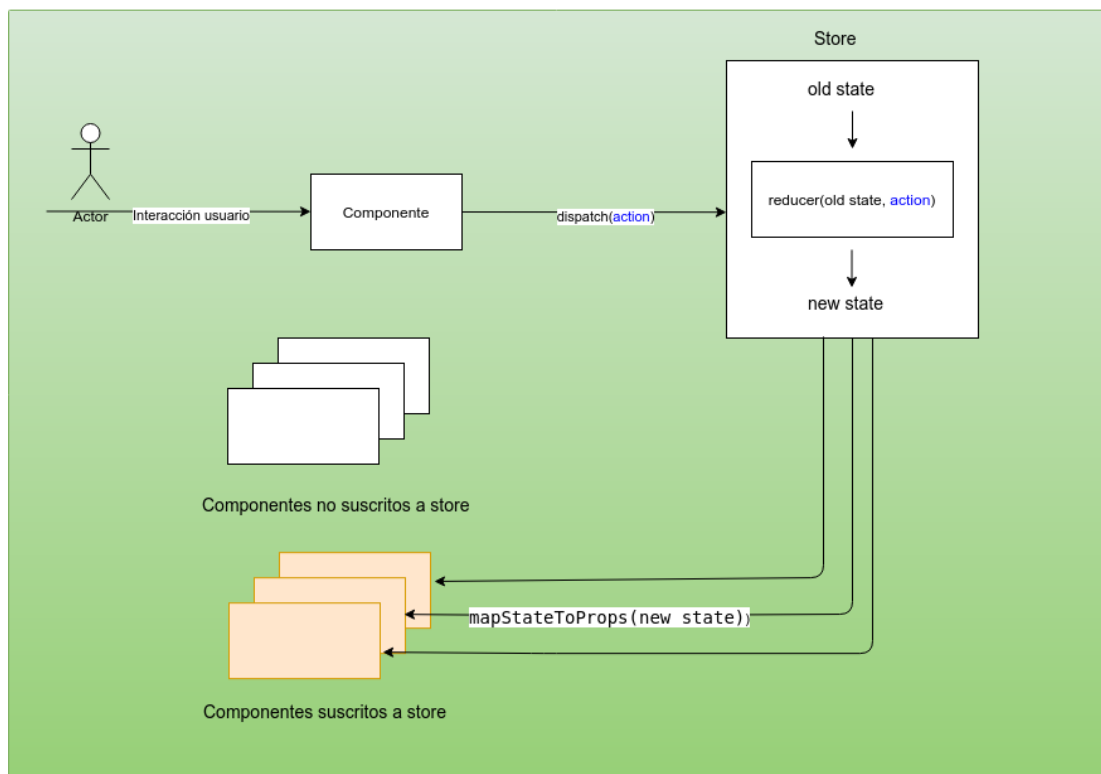 Store
old state
reducer(old state, action)
new state
Actor
Interacción usuario
Componente
dispatch(action)
Componentes no suscritos a store
mapStateToProps(new state))
Componentes suscritos a store